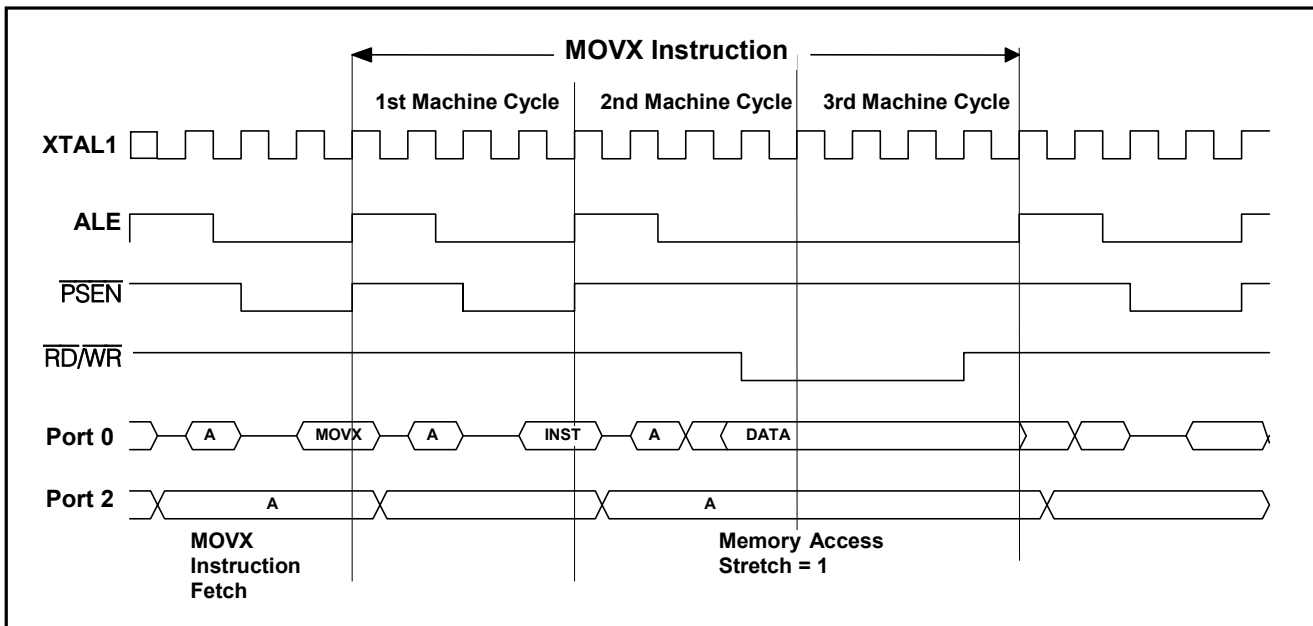 MOVX Instruction
1st Machine Cycle
2nd Machine Cycle
3rd Machine Cycle
XTAL1
ALE
PSEN
RD/WR
Port 0
A
MOVX
A
INST
A
DATA
Port 2
A
A
MOVX
Instruction
Fetch
Memory Access
Stretch = 1